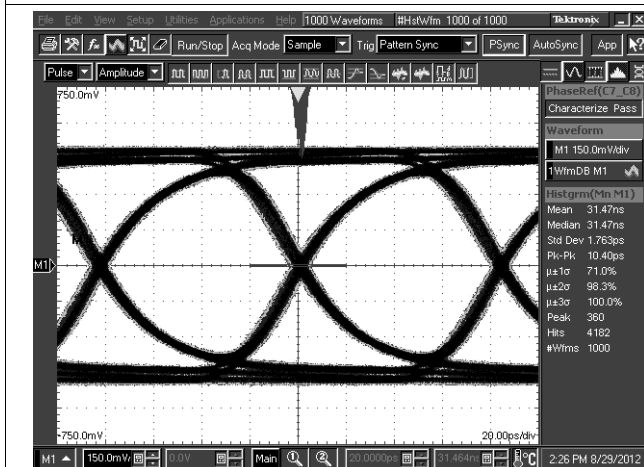 File Edit View Setup Utilities Applications Help 1000 Waveforms #HstWfm 1000 of 1000 Tektronix
Run/Stop Acq Mode Sample Trig Pattern Sync PSync AutoSync App
Pulse Amplitude
750.0mV
PhaseRef(C7_C8)
Characterize Pass
Waveform
M1 150.0mV/div
1WfmDB M1
Histgrm(Mn M1)
Mean 31.47ns
Median 31.47ns
Std Dev 1.763ps
Pk-Pk 10.40ps
µ±1σ 71.0%
µ±2σ 98.3%
µ±3σ 100.0%
Peak 360
Hits 4182
#Wfms 1000
M1
-750.0mV 20.00ps/div
M1 150.0mV/ 0.0V Main 1 2 20.0000ps 31.464ns °C 2:26 PM 8/29/2012